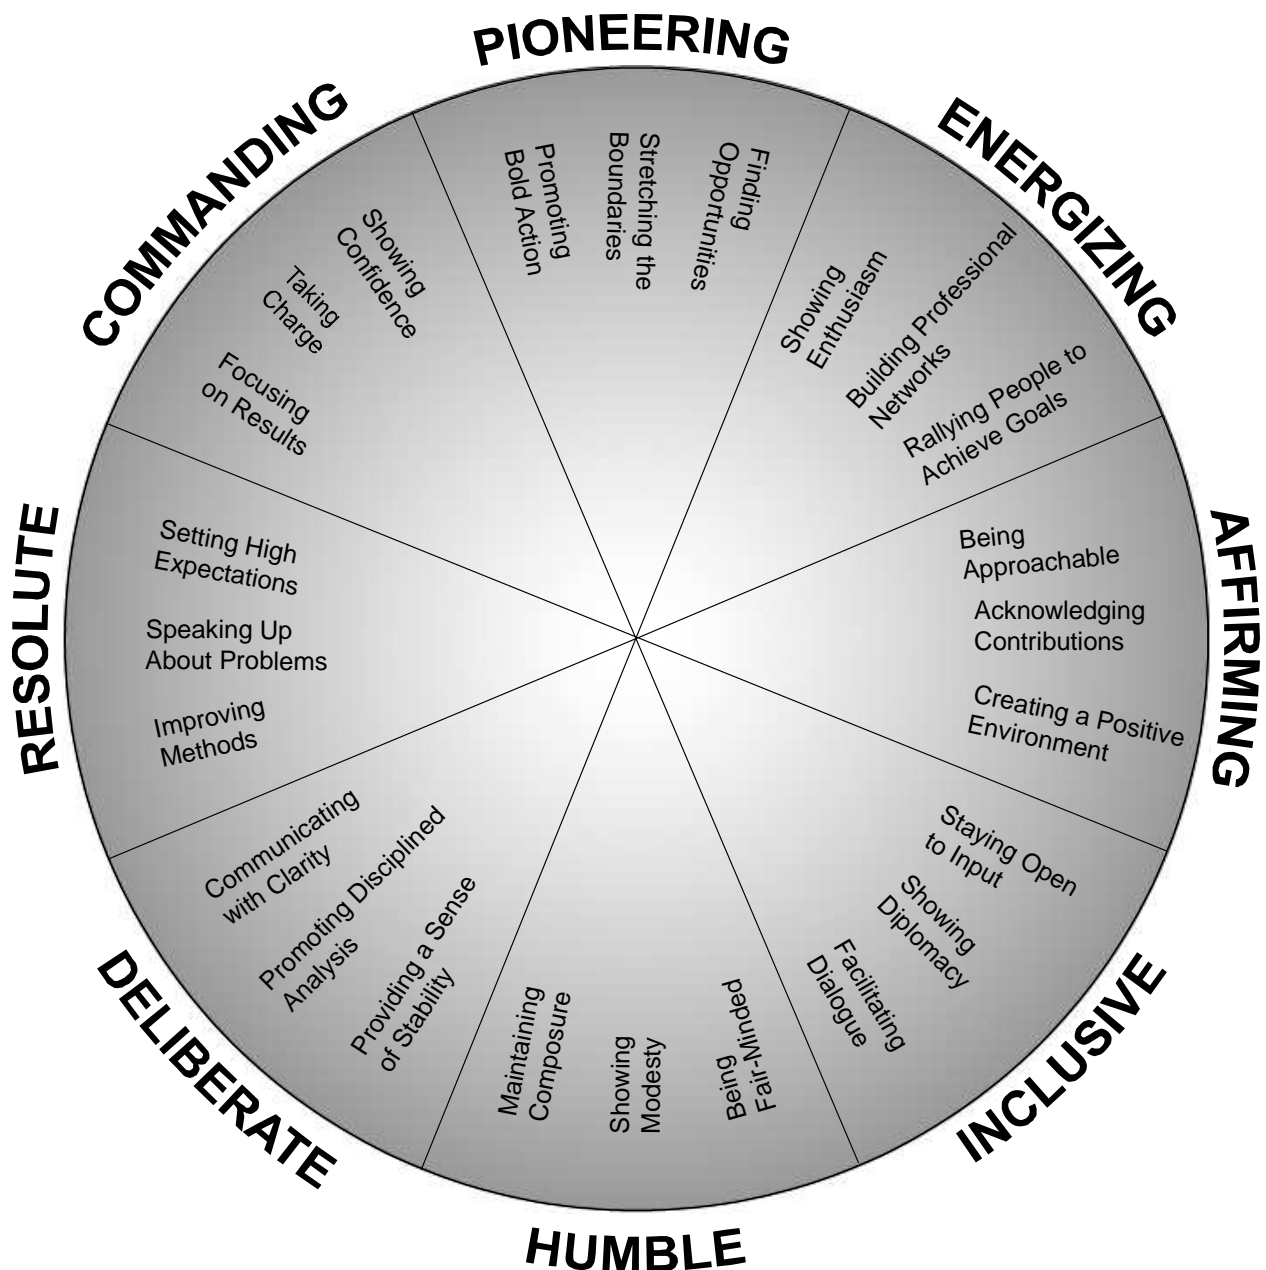 PIONEERING
Promoting
Bold Action
Stretching the
Boundaries
Finding
Opportunities
ENERGIZING
Showing
Enthusiasm
Building Professional
Networks
Rallying People to
Achieve Goals
AFFIRMING
Being
Approachable
Acknowledging
Contributions
Creating a Positive
Environment
INCLUSIVE
Staying Open
to Input
Showing
Diplomacy
Facilitating
Dialogue
HUMBLE
Being
Fair-Minded
Showing
Modesty
Maintaining
Composure
DELIBERATE
Providing a Sense
of Stability
Promoting Disciplined
Analysis
Communicating
with Clarity
RESOLUTE
Improving
Methods
Speaking Up
About Problems
Setting High
Expectations
COMMANDING
Focusing
on Results
Taking
Charge
Showing
Confidence